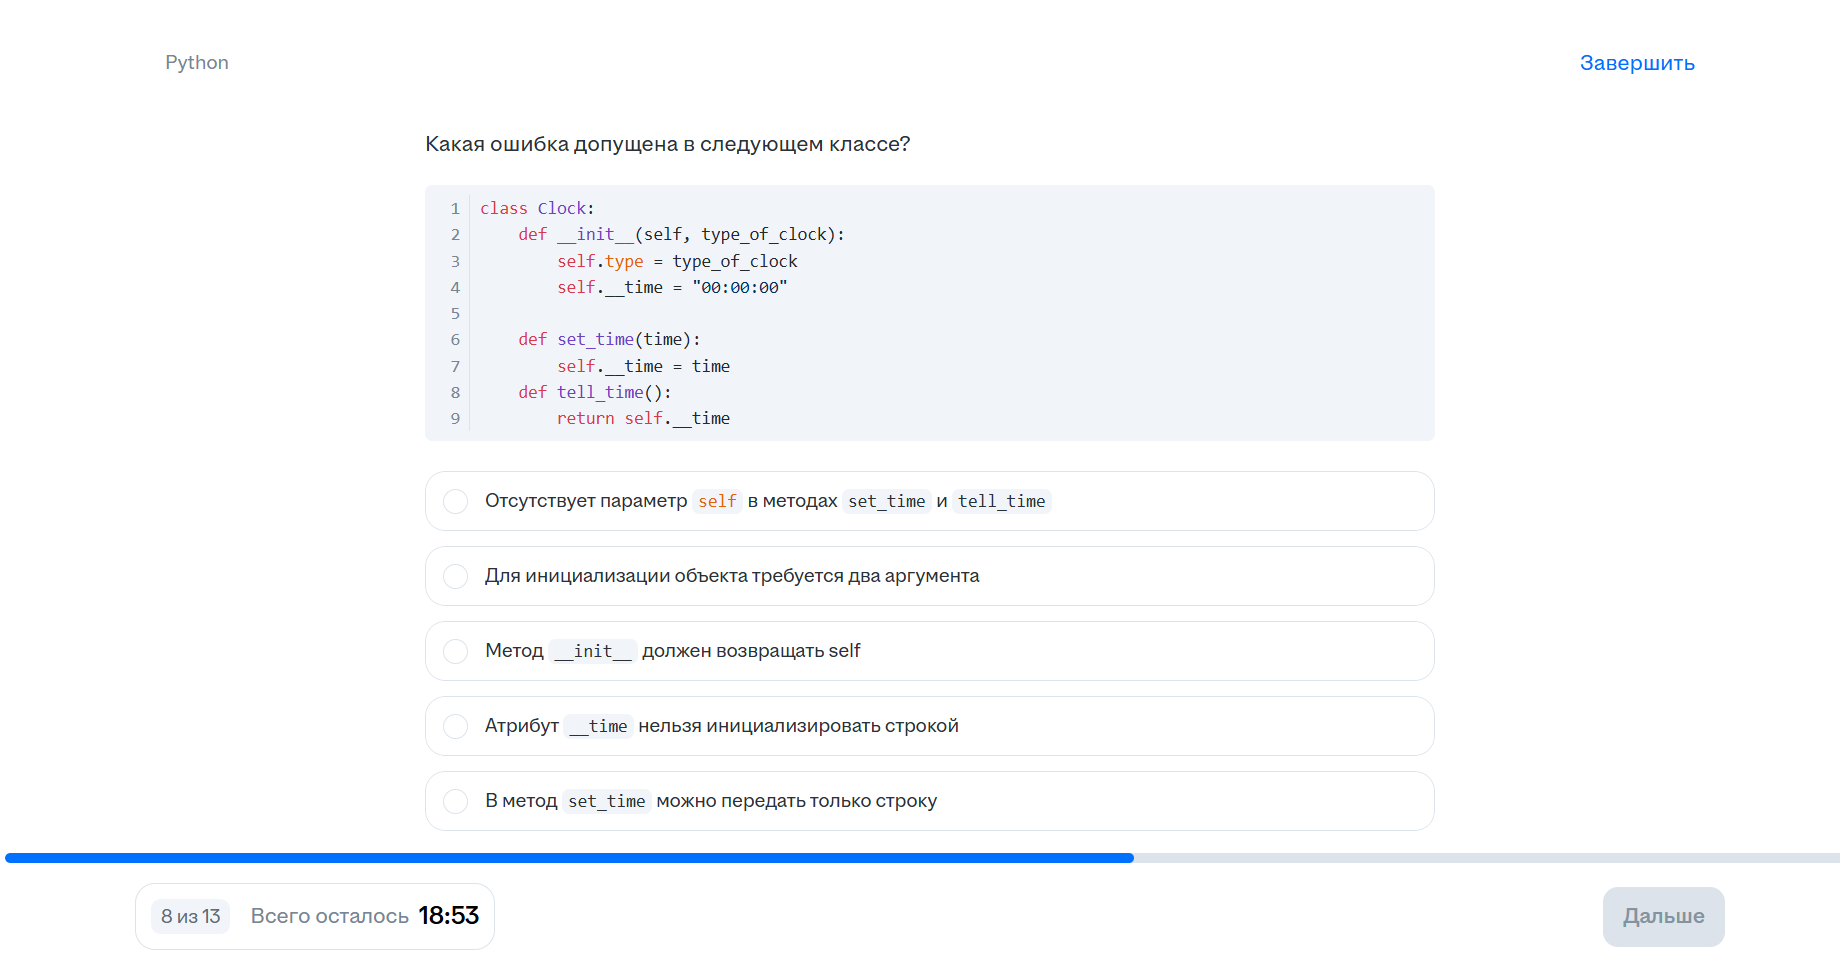 Python
Завершить
Какая ошибка допущена в следующем классе?
1 class Clock:
2     def __init__(self, type_of_clock):
3         self.type = type_of_clock
4         self.__time = "00:00:00"
5
6     def set_time(time):
7         self.__time = time
8     def tell_time():
9         return self.__time
Отсутствует параметр self в методах set_time и tell_time
Для инициализации объекта требуется два аргумента
Метод __init__ должен возвращать self
Атрибут __time нельзя инициализировать строкой
В метод set_time можно передать только строку
8 из 13 Всего осталось 18:53
Дальше